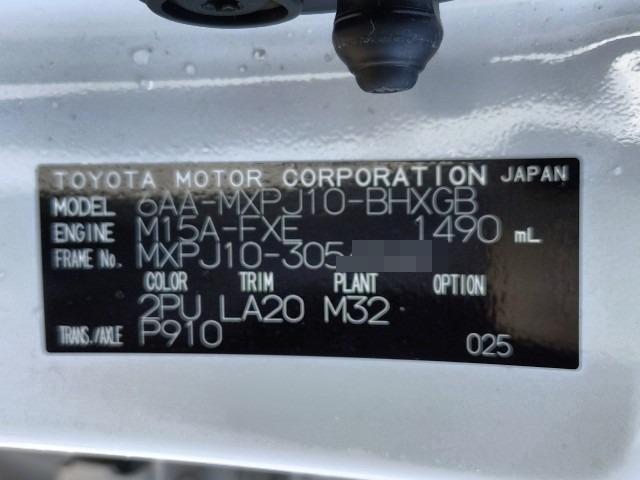 TOYOTA MOTOR CORPORATION JAPAN
MODEL 6AA-MXPJ10-BHXGB
ENGINE M15A-FXE 1490 mL
FRAME No. MXPJ10-305
COLOR TRIM PLANT OPTION
2PU LA20 M32
TRANS./AXLE P910 025